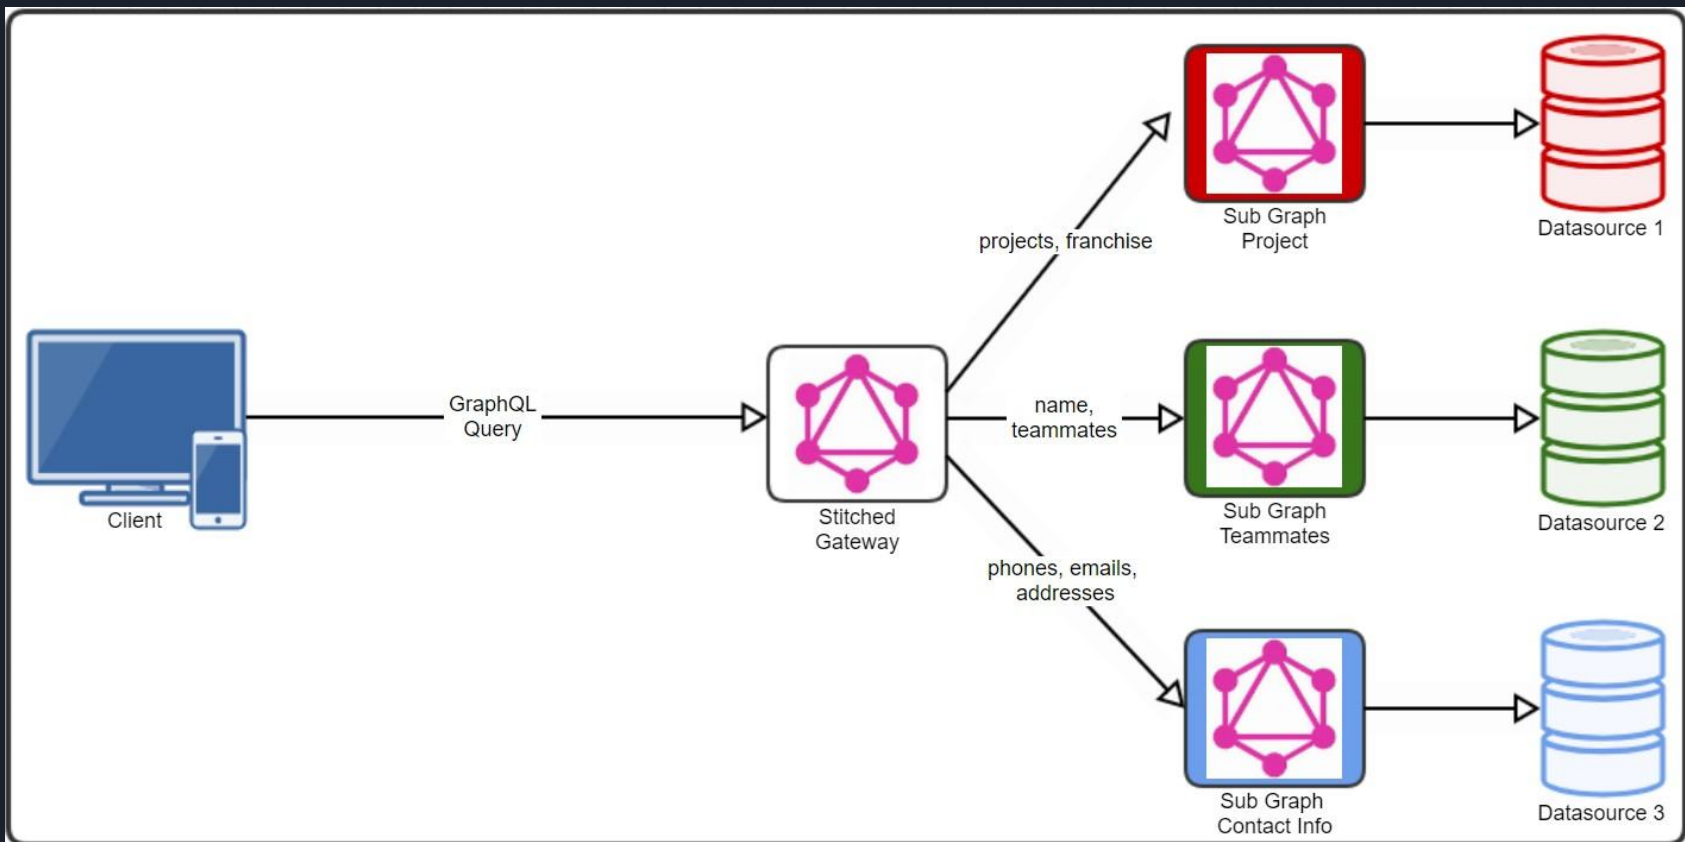 Sub Graph
Project
Datasource 1
projects, franchise
GraphQL
Query
name,
teammates
Client
Stitched
Gateway
Sub Graph
Teammates
Datasource 2
phones, emails,
addresses
Sub Graph
Contact Info
Datasource 3